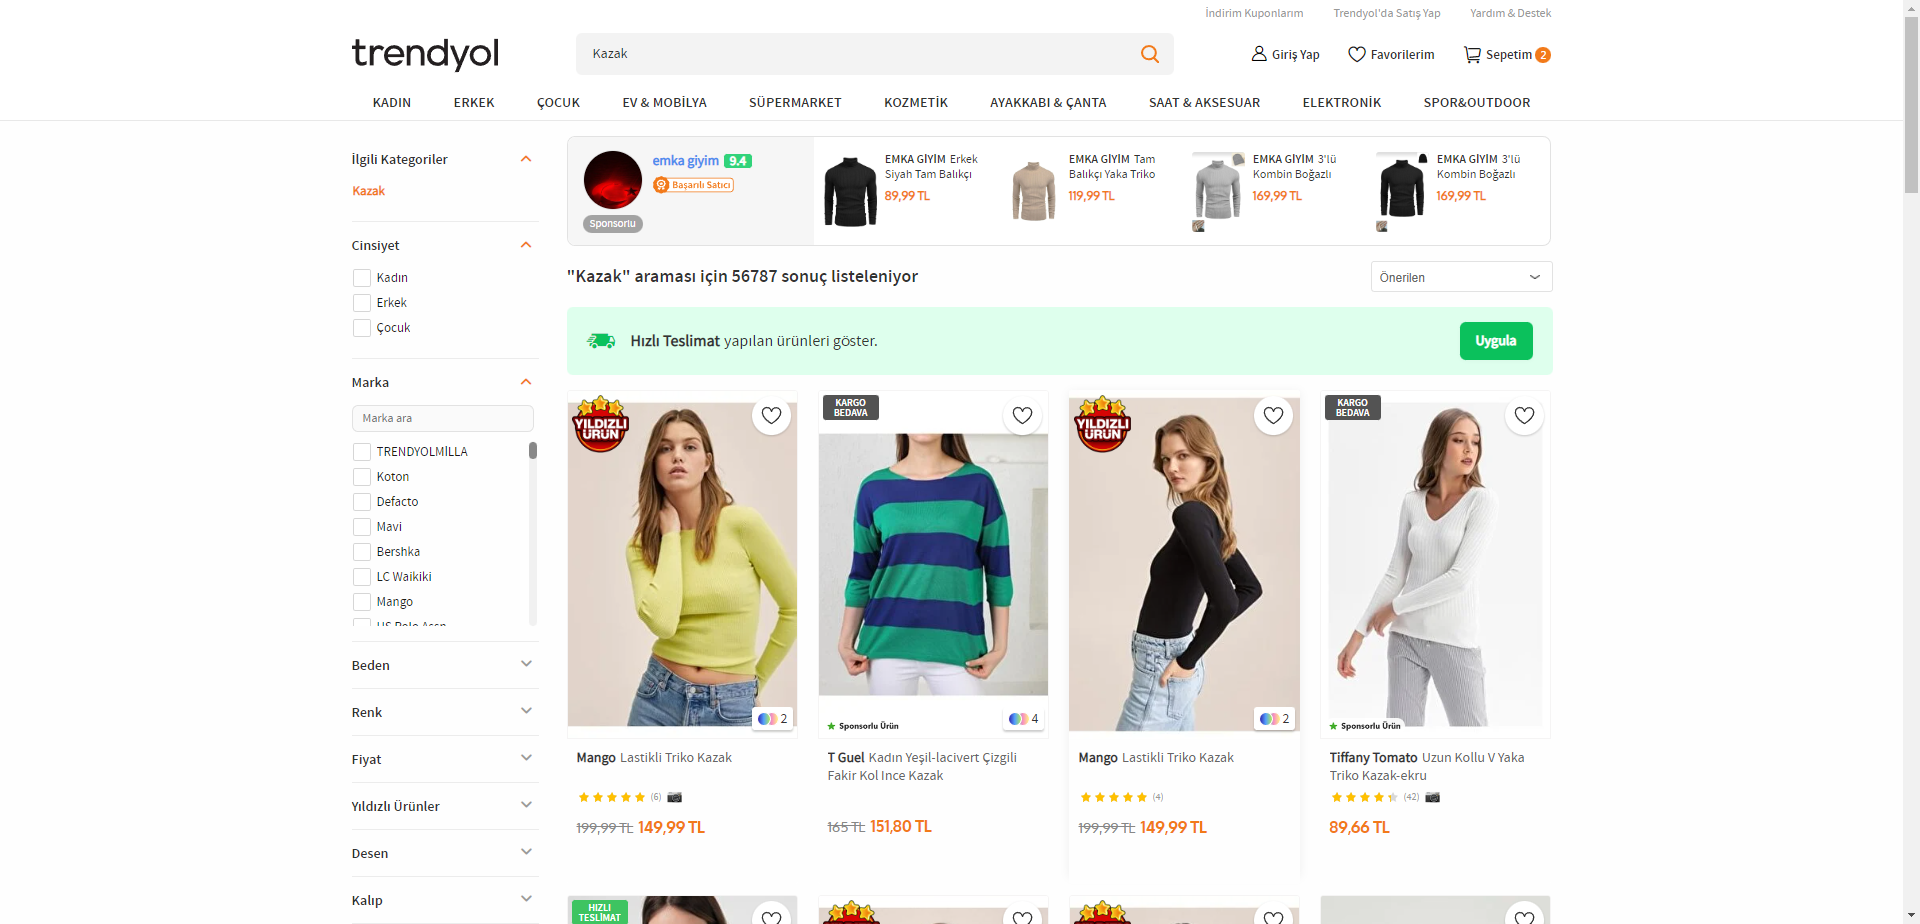 İndirim Kuponlarım
Trendyol'da Satış Yap
Yardım & Destek
trendyol
Kazak
Giriş Yap
Favorilerim
Sepetim 2
KADIN
ERKEK
ÇOCUK
EV & MOBİLYA
SÜPERMARKET
KOZMETİK
AYAKKABI & ÇANTA
SAAT & AKSESUAR
ELEKTRONİK
SPOR&OUTDOOR
İlgili Kategoriler
Kazak
Cinsiyet
Kadın
Erkek
Çocuk
Marka
Marka ara
TRENDYOLMİLLA
Koton
Defacto
Mavi
Bershka
LC Waikiki
Mango
US Polo Assn
Beden
Renk
Fiyat
Yıldızlı Ürünler
Desen
Kalıp
emka giyim 9.4
Başarılı Satıcı
Sponsorlu
EMKA GİYİM Erkek
Siyah Tam Balıkçı
89,99 TL
EMKA GİYİM Tam
Balıkçı Yaka Triko
119,99 TL
EMKA GİYİM 3'lü
Kombin Boğazlı
169,99 TL
EMKA GİYİM 3'lü
Kombin Boğazlı
169,99 TL
"Kazak" araması için 56787 sonuç listeleniyor
Önerilen
Hızlı Teslimat yapılan ürünleri göster.
Uygula
YILDIZLI
ÜRÜN
2
Mango Lastikli Triko Kazak
(6)
199,99 TL 149,99 TL
KARGO
BEDAVA
Sponsorlu Ürün
4
T Guel Kadın Yeşil-lacivert Çizgili
Fakir Kol Ince Kazak
165 TL 151,80 TL
YILDIZLI
ÜRÜN
2
Mango Lastikli Triko Kazak
(4)
199,99 TL 149,99 TL
KARGO
BEDAVA
Sponsorlu Ürün
Tiffany Tomato Uzun Kollu V Yaka
Triko Kazak-ekru
(42)
89,66 TL
HIZLI
TESLİMAT